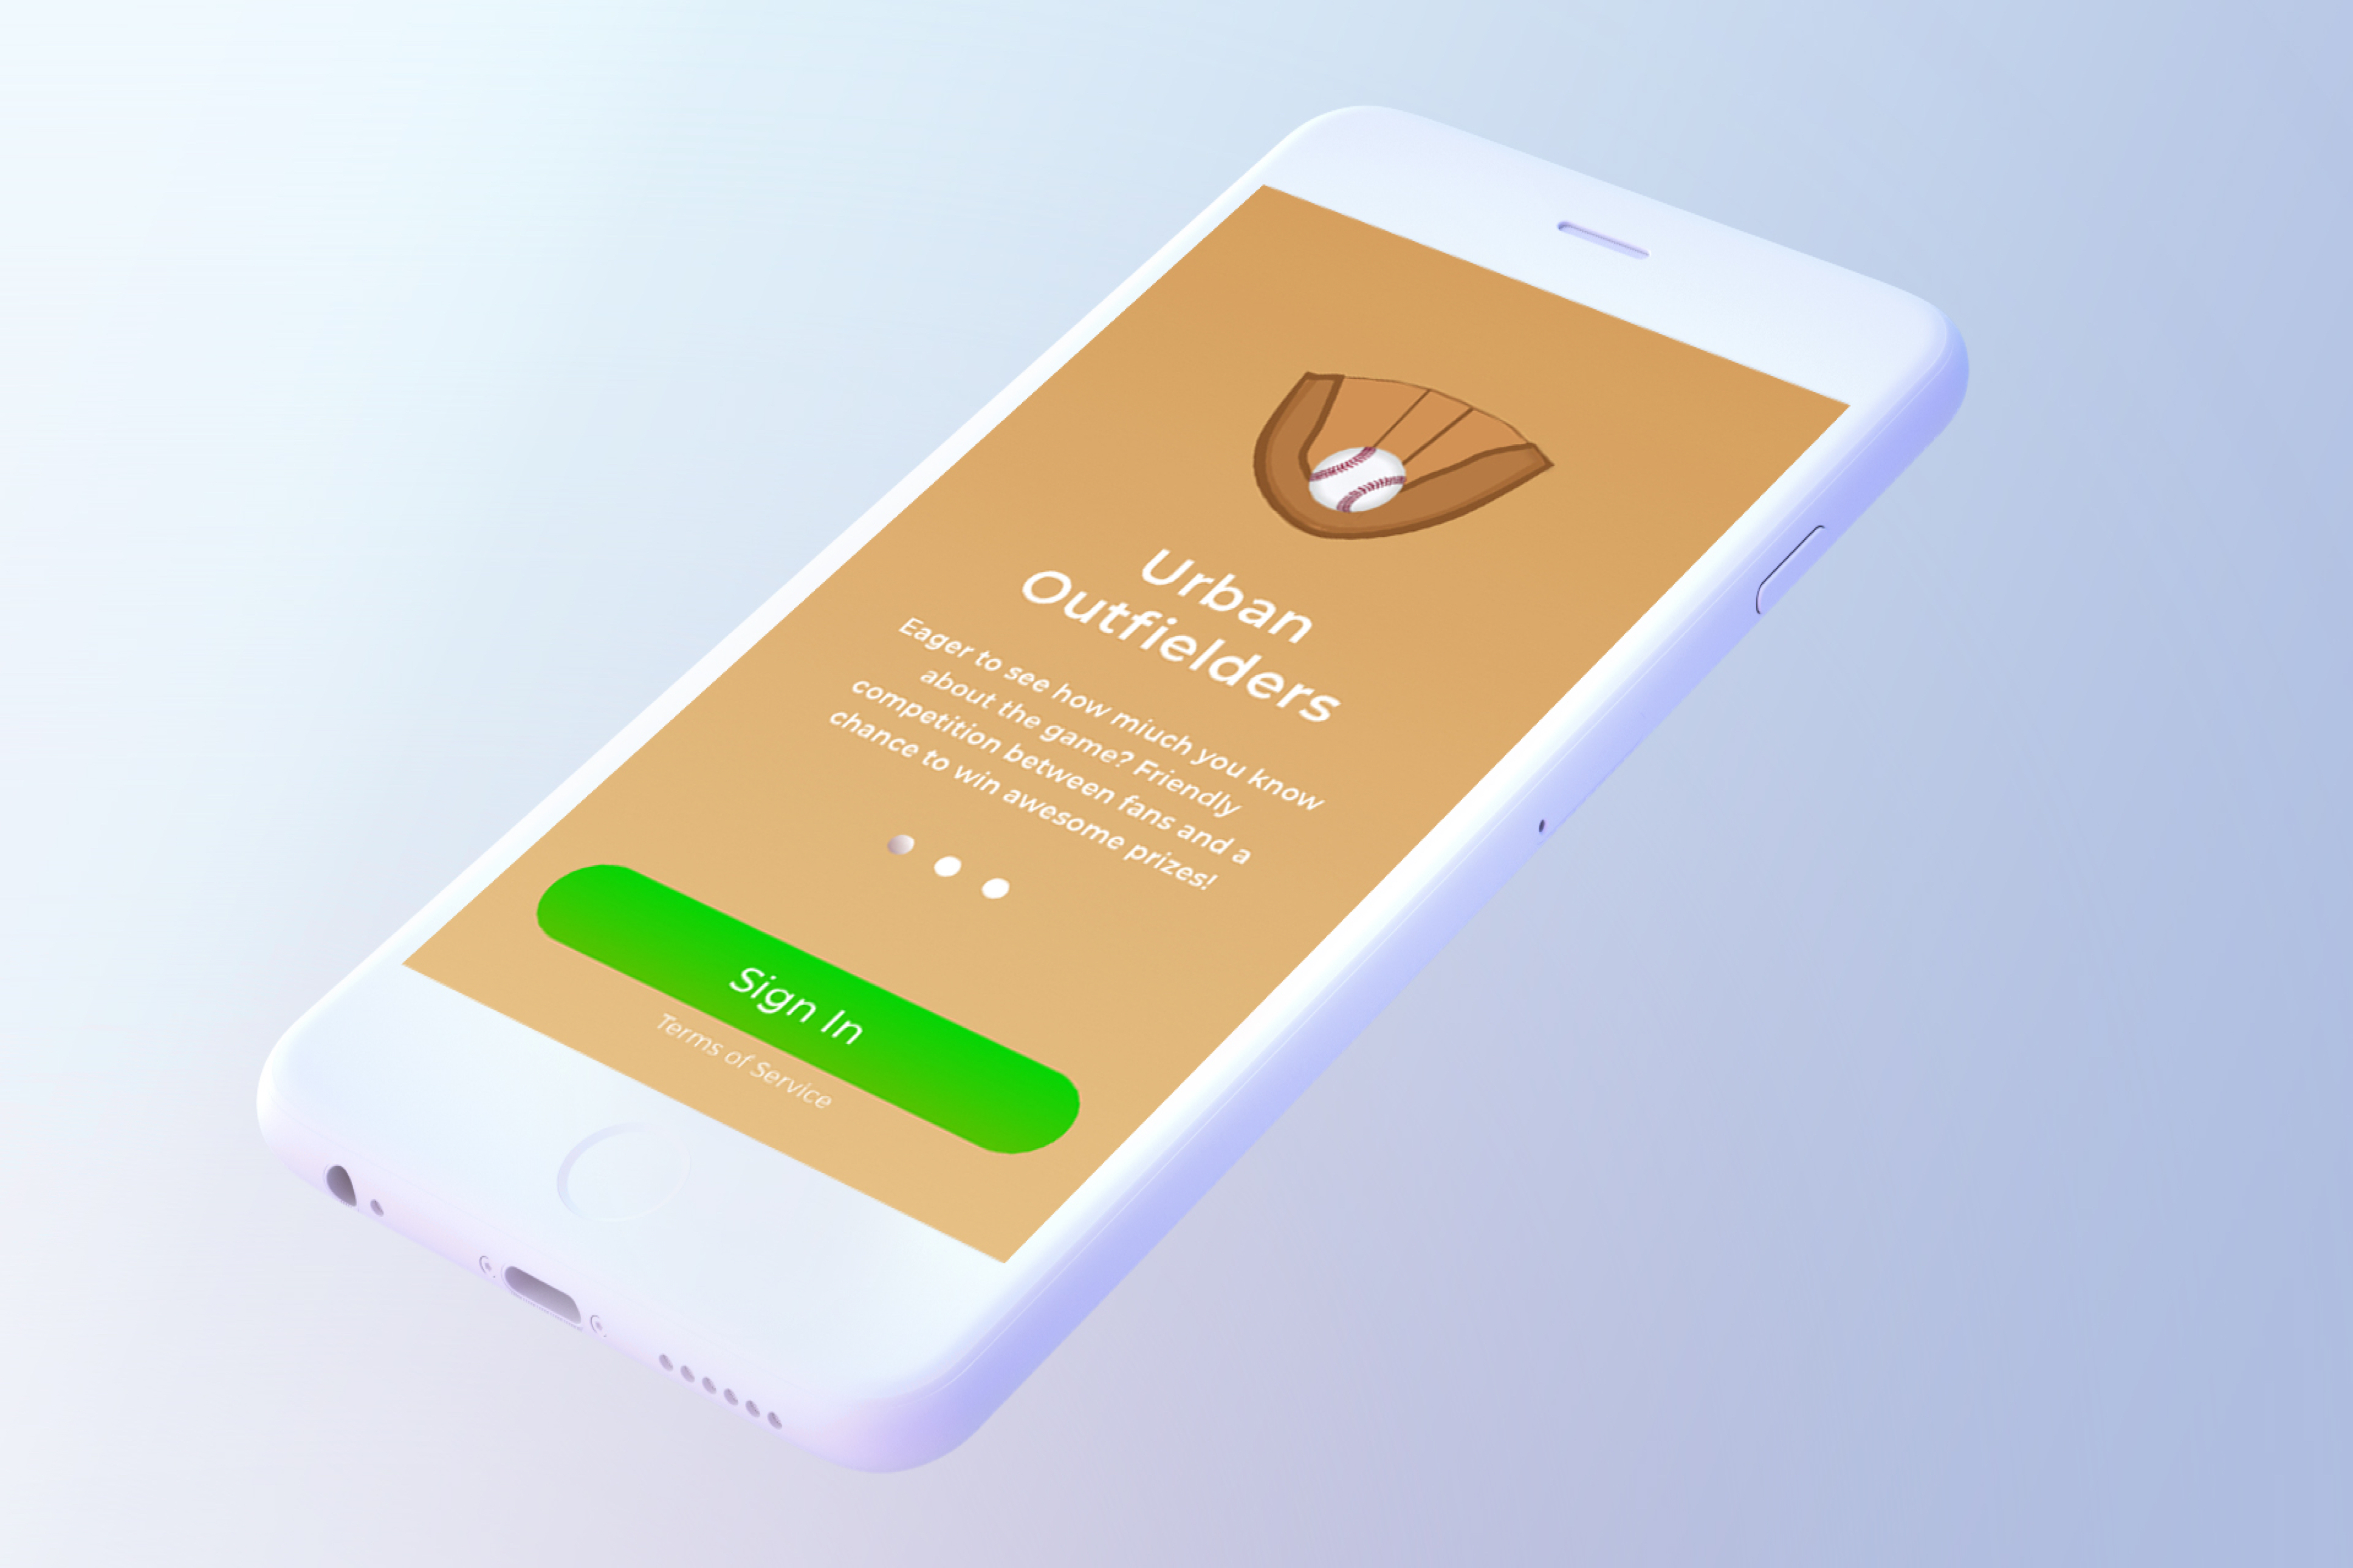 Urban
Outfielders
Eager to see how miuch you know
about the game? Friendly
competition between fans and a
chance to win awesome prizes!
Sign In
Terms of Service